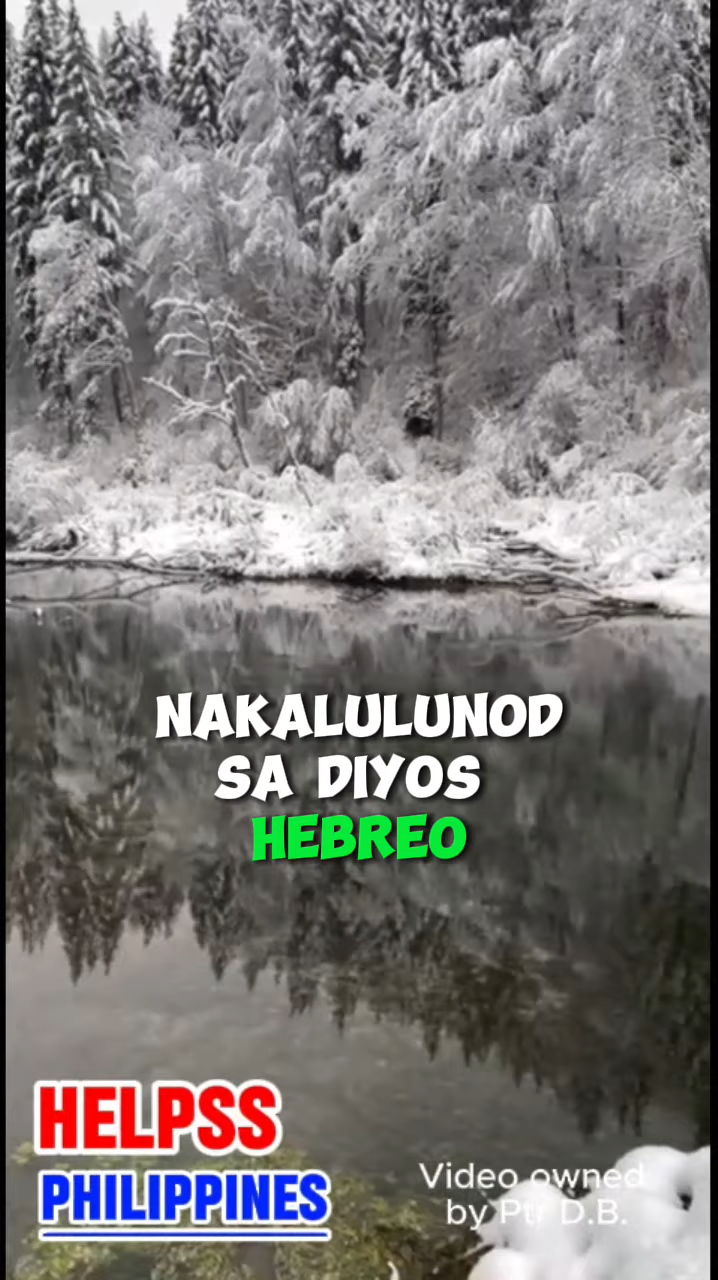 NAKALULUNOD
SA DIYOS
HEBREO
HELPSS
PHILIPPINES
Video owned
by Ptr D.B.